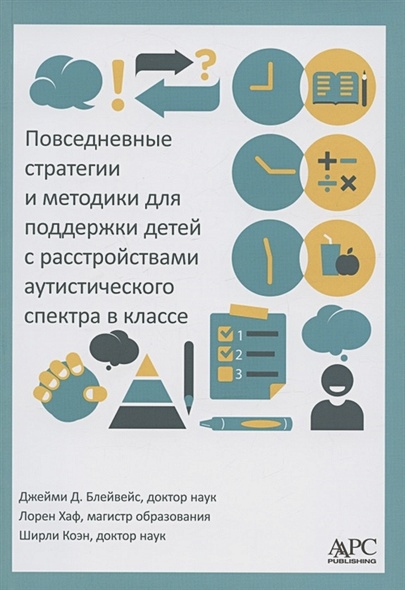 !
?
Повседневные
стратегии
и методики для
поддержки детей
с расстройствами
аутистического
спектра в классе
1
2
3
Джейми Д. Блейвейс, доктор наук
Лорен Хаф, магистр образования
Ширли Коэн, доктор наук
AAPC
PUBLISHING